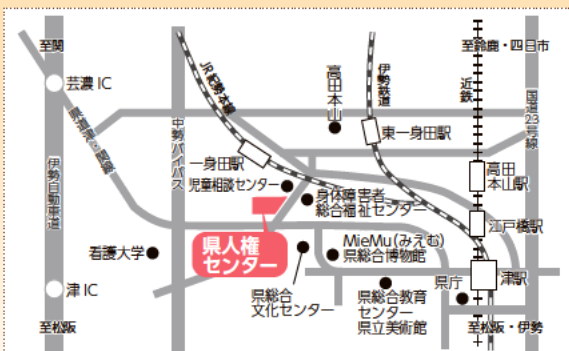 至関
至鈴鹿・四日市
芸濃IC
県道津・関線
伊勢自動車道
中勢バイパス
JR紀勢本線
高田本山
伊勢鉄道
近鉄
国道23号線
東一身田駅
一身田駅
高田
本山駅
児童相談センター
身体障害者
総合福祉センター
江戸橋駅
県人権
センター
看護大学
MieMu(みえむ)
県総合博物館
津駅
津IC
県総合
文化センター
県総合教育
センター
県立美術館
県庁
至松阪
至松阪・伊勢